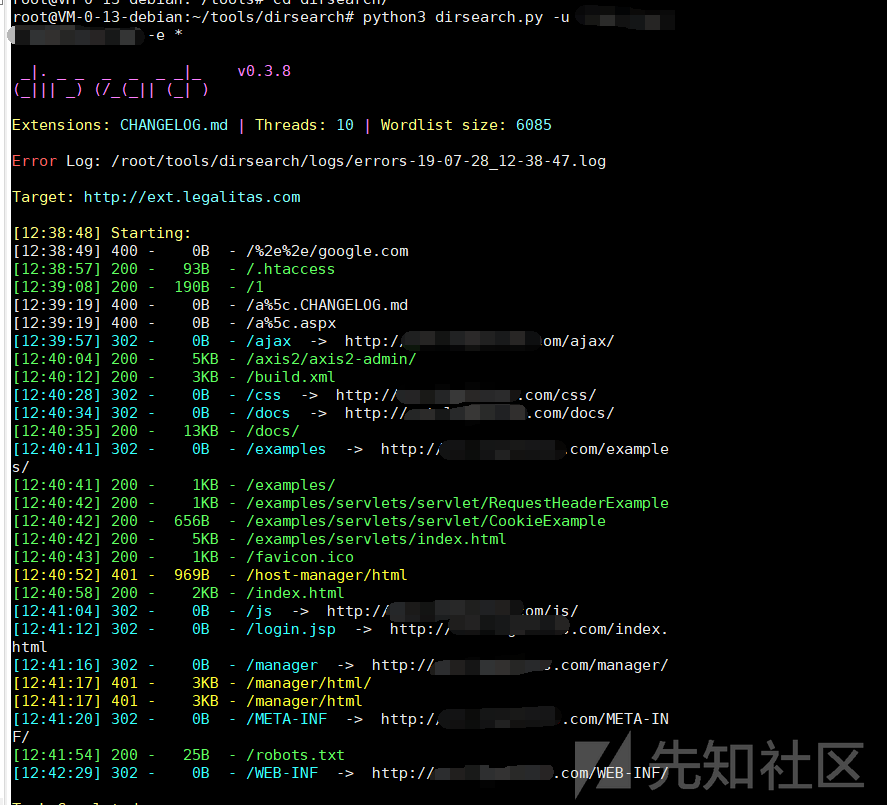 root@VM-0-13-debian:~/tools# cd dirsearch/
root@VM-0-13-debian:~/tools/dirsearch# python3 dirsearch.py -u
-e *
_|. _ _ _ _ _ _|_ v0.3.8
(_||| _) (/_(_|| (_| )
Extensions: CHANGELOG.md | Threads: 10 | Wordlist size: 6085
Error Log: /root/tools/dirsearch/logs/errors-19-07-28_12-38-47.log
Target: http://ext.legalitas.com
[12:38:48] Starting:
[12:38:49] 400 - 0B - /%2e%2e/google.com
[12:38:57] 200 - 93B - /.htaccess
[12:39:08] 200 - 190B - /1
[12:39:19] 400 - 0B - /a%5c.CHANGELOG.md
[12:39:19] 400 - 0B - /a%5c.aspx
[12:39:57] 302 - 0B - /ajax -> http:/ om/ajax/
[12:40:04] 200 - 5KB - /axis2/axis2-admin/
[12:40:12] 200 - 3KB - /build.xml
[12:40:28] 302 - 0B - /css -> http:/ .com/css/
[12:40:34] 302 - 0B - /docs -> http:// .com/docs/
[12:40:35] 200 - 13KB - /docs/
[12:40:41] 302 - 0B - /examples -> http:/ .com/example
s/
[12:40:41] 200 - 1KB - /examples/
[12:40:42] 200 - 1KB - /examples/servlets/servlet/RequestHeaderExample
[12:40:42] 200 - 656B - /examples/servlets/servlet/CookieExample
[12:40:42] 200 - 5KB - /examples/servlets/index.html
[12:40:43] 200 - 1KB - /favicon.ico
[12:40:52] 401 - 969B - /host-manager/html
[12:40:58] 200 - 2KB - /index.html
[12:41:04] 302 - 0B - /js -> http:/ com/js/
[12:41:12] 302 - 0B - /login.jsp -> http:/ s.com/index.
html
[12:41:16] 302 - 0B - /manager -> http:/ s.com/manager/
[12:41:17] 401 - 3KB - /manager/html/
[12:41:17] 401 - 3KB - /manager/html
[12:41:20] 302 - 0B - /META-INF -> http:/ .com/META-IN
F/
[12:41:54] 200 - 25B - /robots.txt
[12:42:29] 302 - 0B - /WEB-INF -> http:// .com/WEB-INF/
先知社区